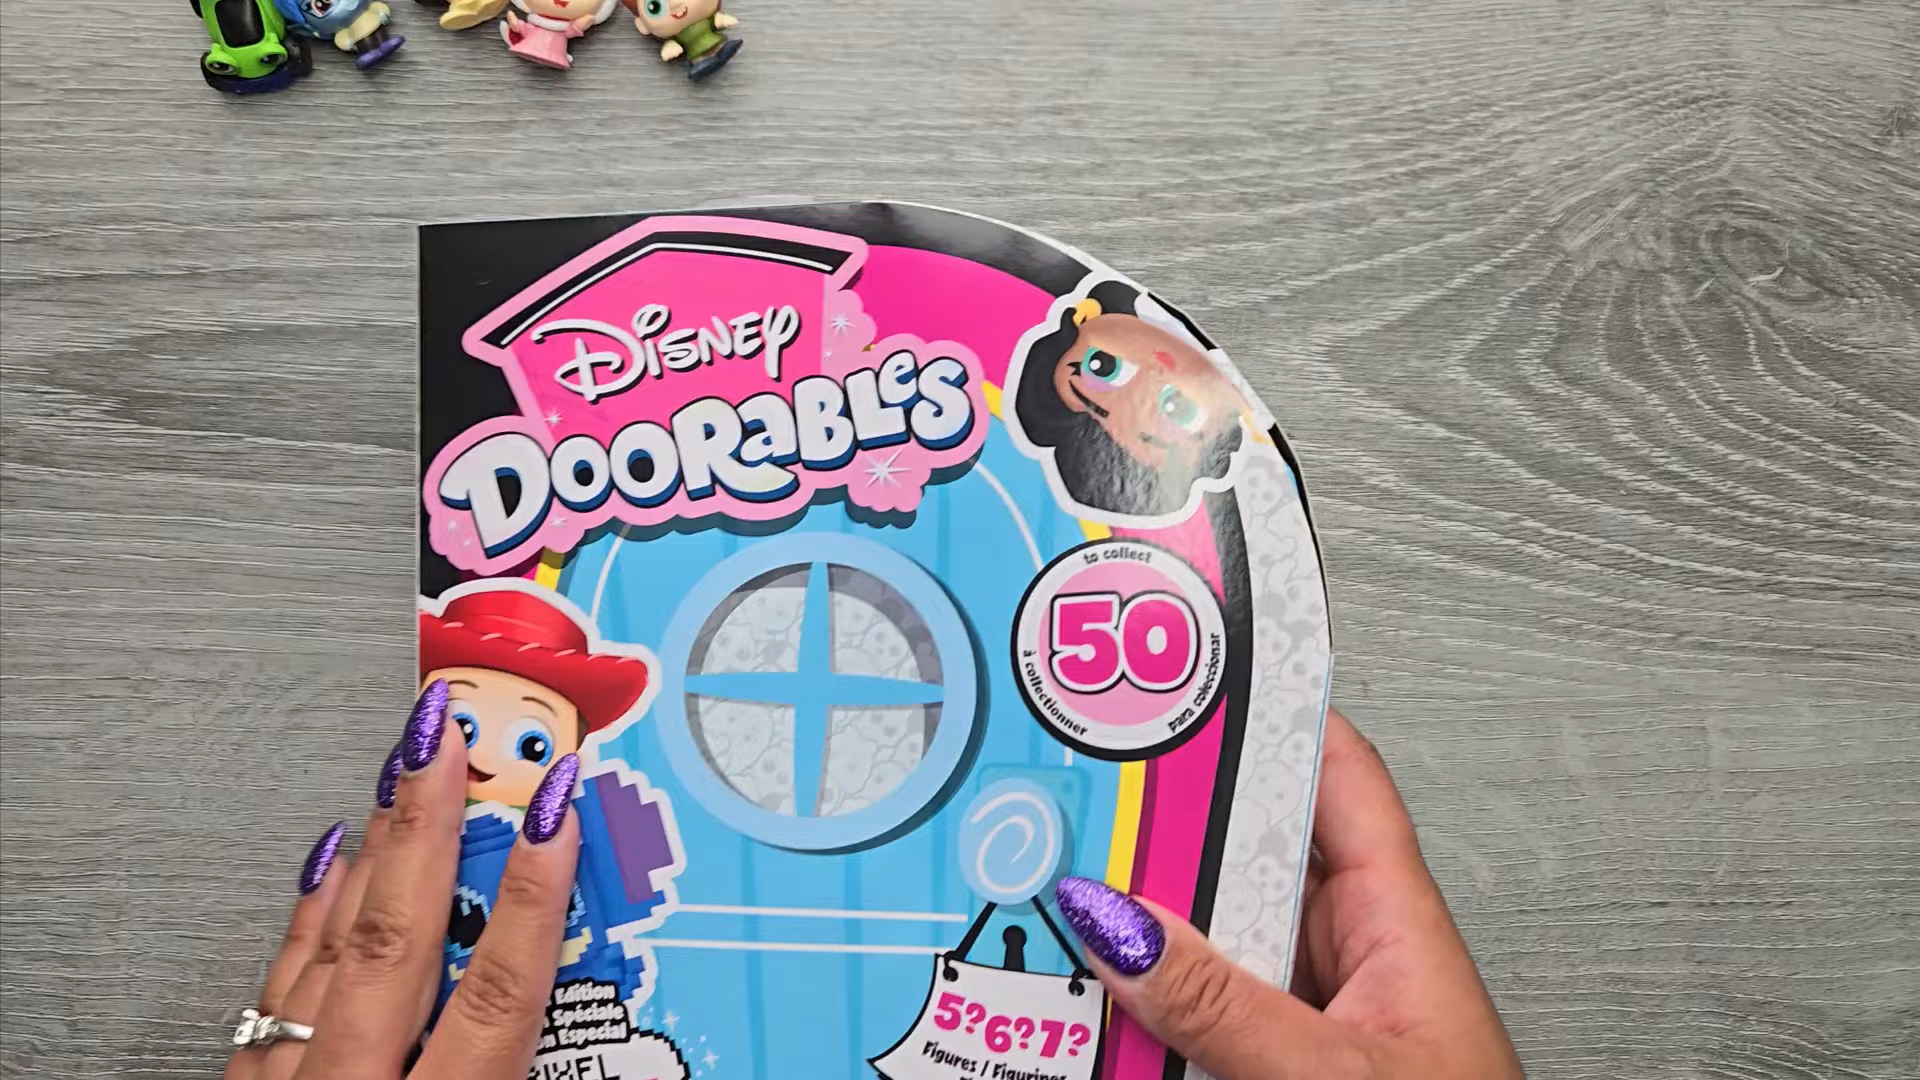 Disney
Doorables
to collect
50
à collectionner
para coleccionar
5?6?7?
Figures / Figurines
Edition
Spéciale
Especial